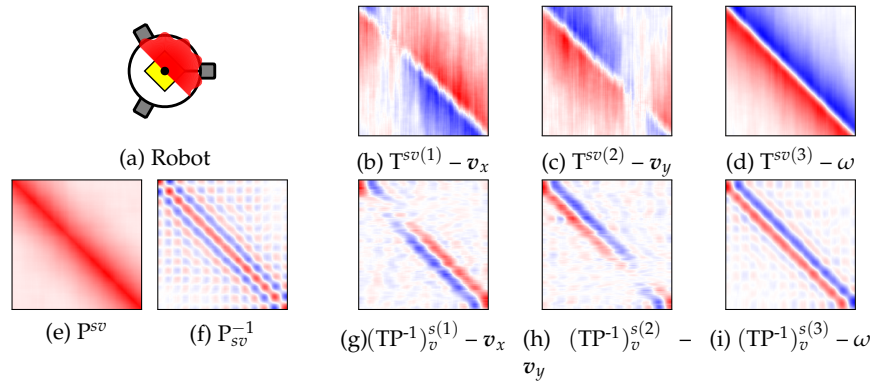 (a) Robot
(b) T^{sv(1)} – v_x
(c) T^{sv(2)} – v_y
(d) T^{sv(3)} – ω
(e) P^{sv}
(f) P_{sv}^{-1}
(g)(TP^{-1})_v^{s(1)} – v_x
(h) (TP^{-1})_v^{s(2)} –
v_y
(i) (TP^{-1})_v^{s(3)} – ω